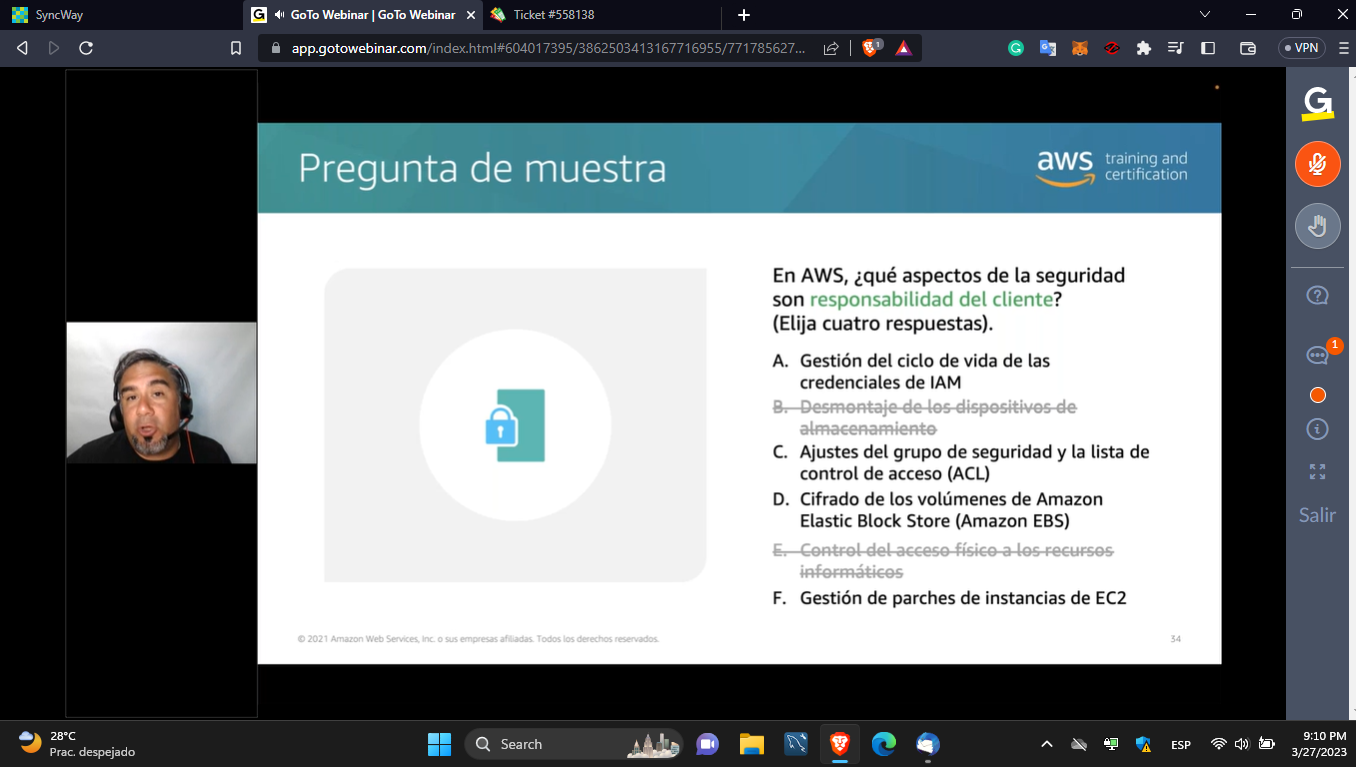 SyncWay
G
GoTo Webinar | GoTo Webinar
Ticket #558138
app.gotowebinar.com/index.html#604017395/3862503413167716955/771785627...
1
VPN
Pregunta de muestra
aws training and
certification
En AWS, ¿qué aspectos de la seguridad
son responsabilidad del cliente?
(Elija cuatro respuestas).
A. Gestión del ciclo de vida de las
credenciales de IAM
B. Desmontaje de los dispositivos de
almacenamiento
C. Ajustes del grupo de seguridad y la lista de
control de acceso (ACL)
D. Cifrado de los volúmenes de Amazon
Elastic Block Store (Amazon EBS)
E. Control del acceso físico a los recursos
informáticos
F. Gestión de parches de instancias de EC2
© 2021 Amazon Web Services, Inc. o sus empresas afiliadas. Todos los derechos reservados.
34
G
1
Salir
28°C
Prac. despejado
Search
ESP
9:10 PM
3/27/2023